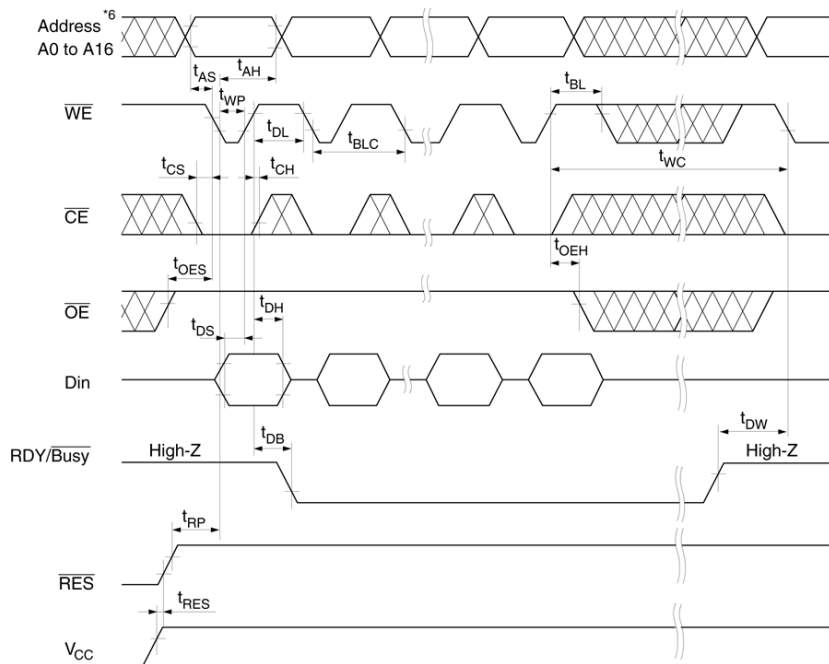 Address *6
A0 to A16
tAS
tAH
tWP
tBL
WE
tDL
tBLC
tWC
tCS
tCH
CE
tOEH
tOES
OE
tDH
tDS
Din
tDB
tDW
RDY/Busy
High-Z
High-Z
tRP
RES
tRES
VCC